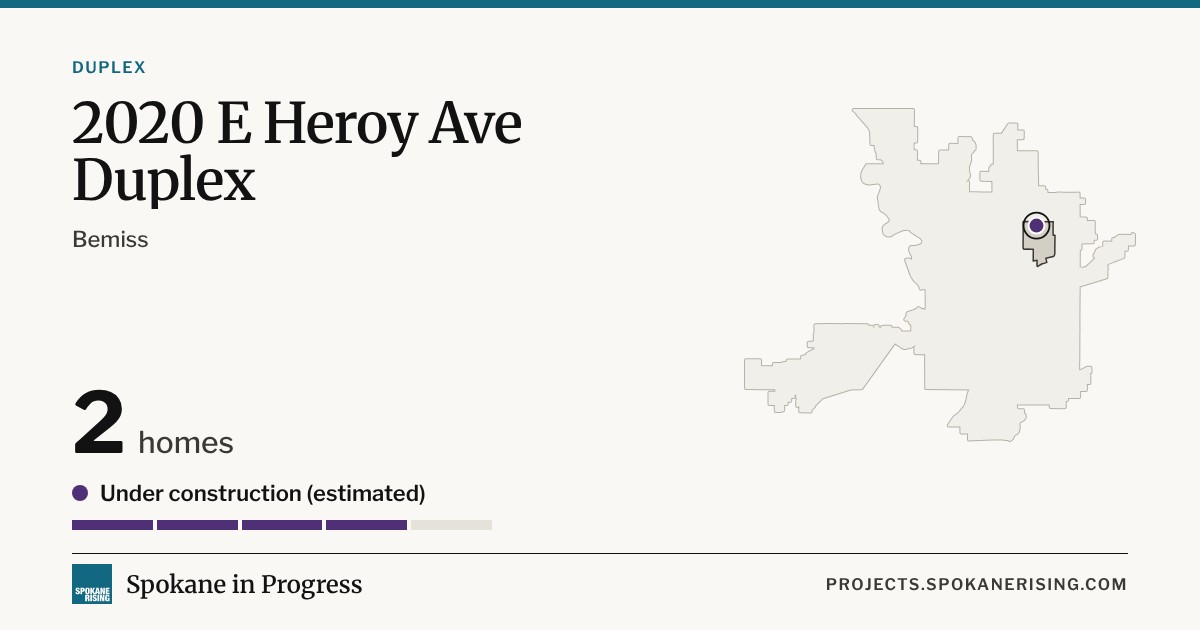 DUPLEX
2020 E Heroy Ave
Duplex
Bemiss
2 homes
Under construction (estimated)
SPOKANE
RISING
Spokane in Progress
PROJECTS.SPOKANERISING.COM